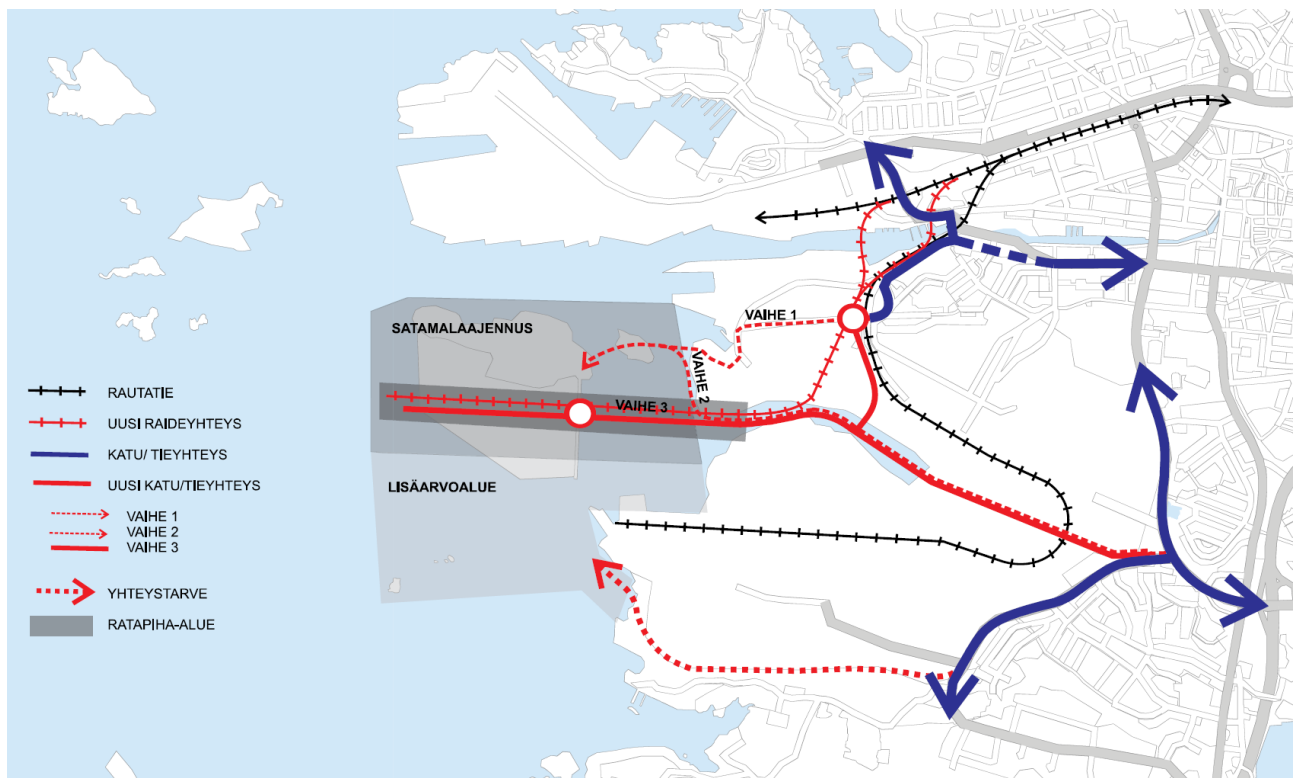 SATAMALAAJENNUS
VAIHE 1
VAIHE 2
VAIHE 3
LISÄARVOALUE
RAUTATIE
UUSI RAIDEYHTEYS
KATU/ TIEYHTEYS
UUSI KATU/TIEYHTEYS
VAIHE 1
VAIHE 2
VAIHE 3
YHTEYSTARVE
RATAPIHA-ALUE